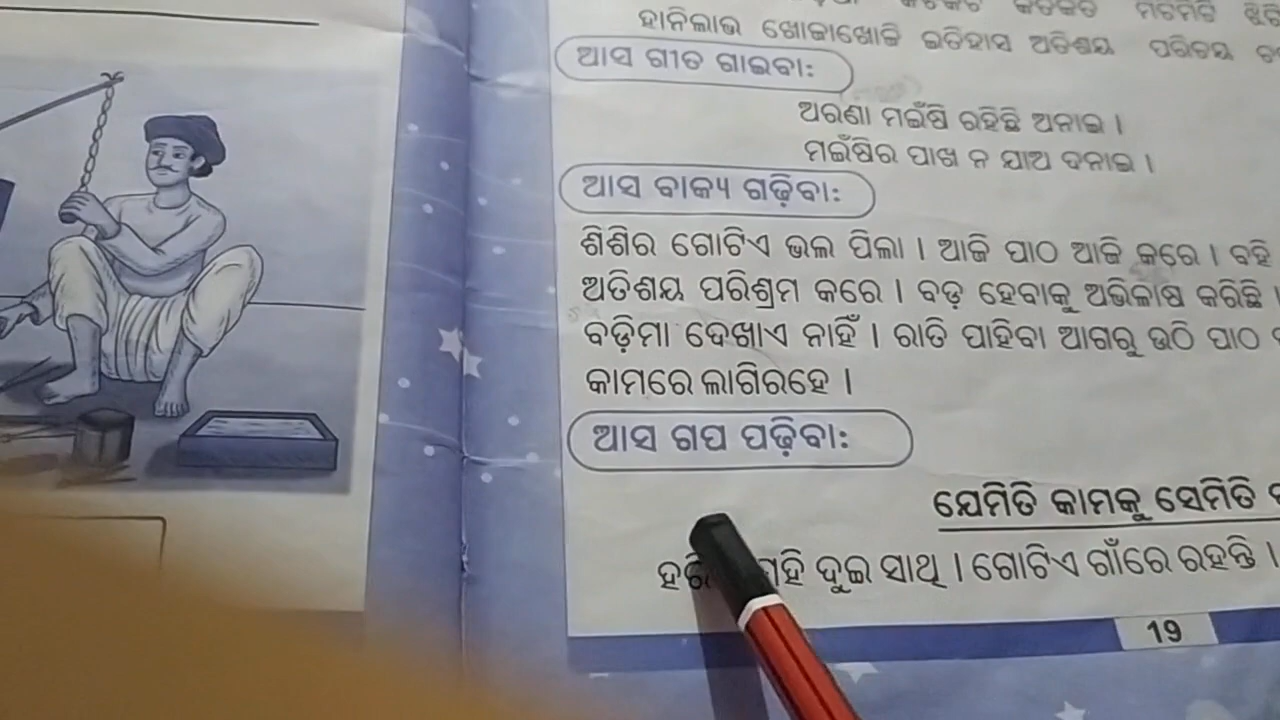 ହାନିଲାଭ ଖୋଜାଖୋଜି ଇତିହାସ ଅତିଶୟ ପରିଚୟ
ଆସ ଗୀତ ଗାଇବା:
ଅରଣା ମଇଁଷି ରହିଛି ଅନାଇ ।
ମଇଁଷିର ପାଖ ନ ଯାଅ ଦନାଇ ।
ଆସ ବାକ୍ୟ ଗଢ଼ିବା:
ଶିଶିର ଗୋଟିଏ ଭଲ ପିଲା । ଆଜି ପାଠ ଆଜି କରେ । ବହି
ଅତିଶୟ ପରିଶ୍ରମ କରେ । ବଡ଼ ହେବାକୁ ଅଭିଳାଷ କରିଛି ।
ବଡ଼ିମା ଦେଖାଏ ନାହିଁ । ରାତି ପାହିବା ଆଗରୁ ଉଠି ପାଠ
କାମରେ ଲାଗିରହେ ।
ଆସ ଗପ ପଢ଼ିବା:
ଯେମିତି କାମକୁ ସେମିତି
ଦୁଇ ସାଥି । ଗୋଟିଏ ଗାଁରେ ରହନ୍ତି ।
19